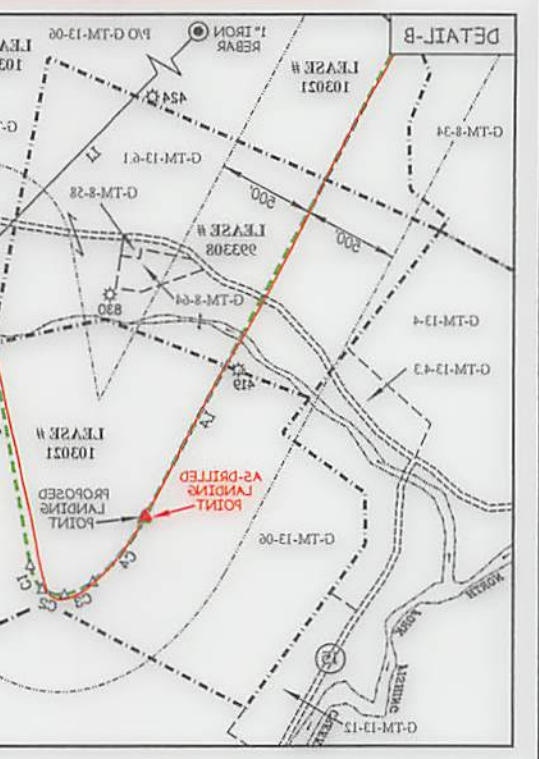 DETAIL-B
1" IRON
REBAR
P/O G-TM-13-06
LEASE #
103021
424
G-TM-8-34
G-TM-13-6.1
L1
G-TM-8-58
500'
500'
LEASE #
993308
G-TM-8-64
830
G-TM-13-4
G-TM-13-4.3
419
L4
LEASE #
103021
AS-DRILLED
LANDING
POINT
PROPOSED
LANDING
POINT
G-TM-13-06
C4
C1
C2
C3
NORTH
FORK
FISHING
CREEK
G-TM-13-12